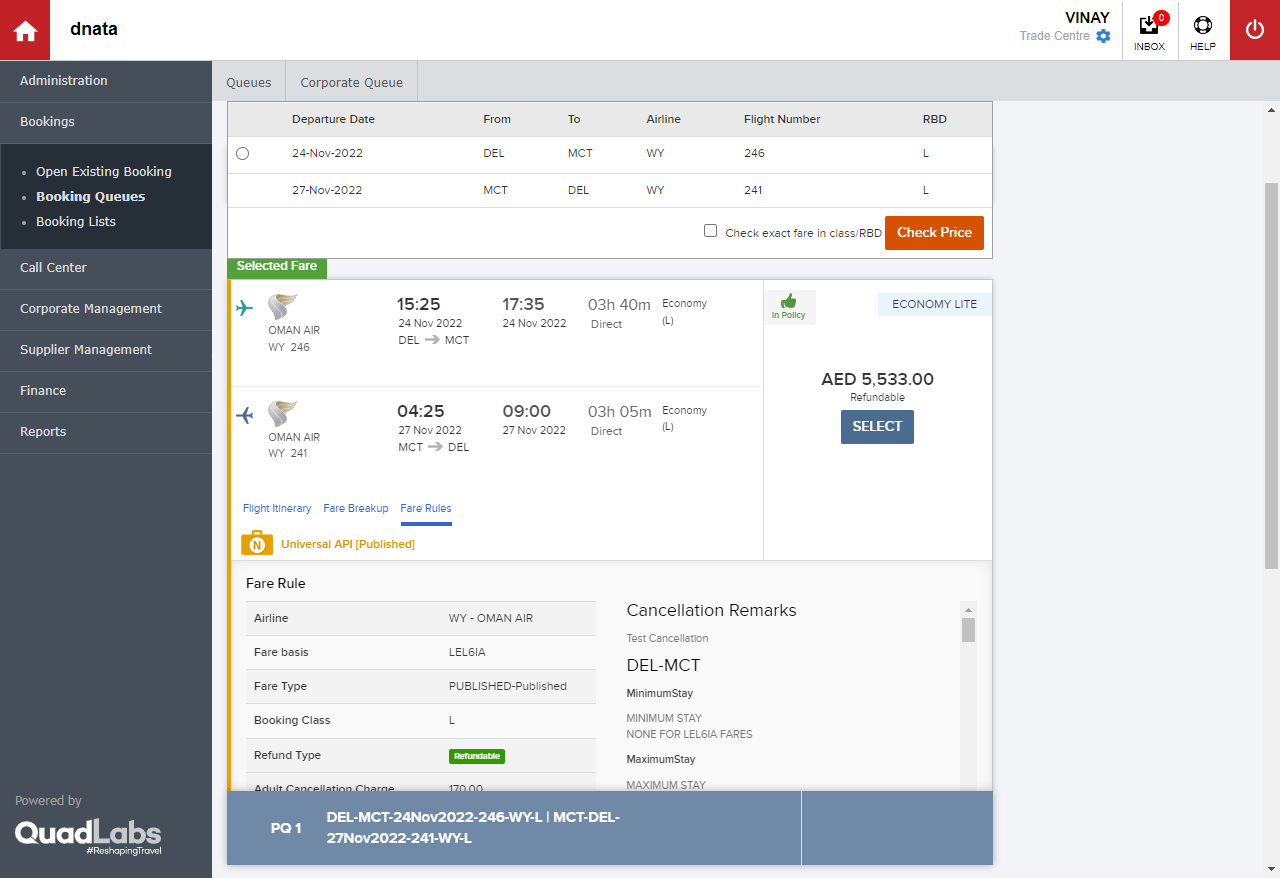 dnata
VINAY
Trade Centre
0
INBOX
HELP
Administration
Bookings
Open Existing Booking
Booking Queues
Booking Lists
Call Center
Corporate Management
Supplier Management
Finance
Reports
Powered by
QuadLabs
#ReshapingTravel
Queues
Corporate Queue
Departure Date From To Airline Flight Number RBD
24-Nov-2022 DEL MCT WY 246 L
27-Nov-2022 MCT DEL WY 241 L
Check exact fare in class/RBD Check Price
Selected Fare
OMAN AIR
WY 246
15:25
24 Nov 2022
DEL MCT
17:35
24 Nov 2022
03h 40m
Direct
Economy
(L)
OMAN AIR
WY 241
04:25
27 Nov 2022
MCT DEL
09:00
27 Nov 2022
03h 05m
Direct
Economy
(L)
In Policy
ECONOMY LITE
AED 5,533.00
Refundable
SELECT
Flight Itinerary Fare Breakup Fare Rules
N Universal API [Published]
Fare Rule
Airline WY - OMAN AIR
Fare basis LEL6IA
Fare Type PUBLISHED-Published
Booking Class L
Refund Type Refundable
Adult Cancellation Charge 170.00
Cancellation Remarks
Test Cancellation
DEL-MCT
MinimumStay
MINIMUM STAY
NONE FOR LEL6IA FARES
MaximumStay
MAXIMUM STAY
PQ 1
DEL-MCT-24Nov2022-246-WY-L | MCT-DEL-
27Nov2022-241-WY-L